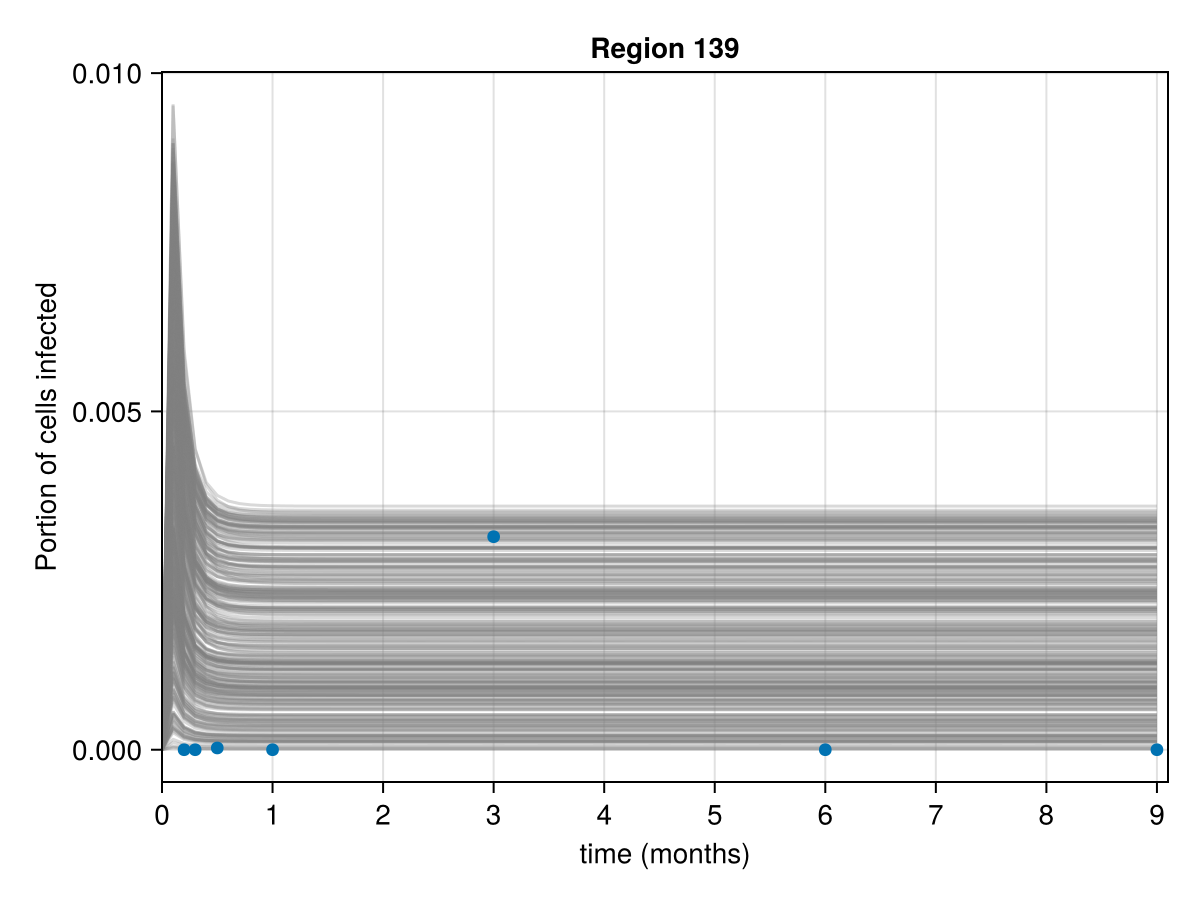 Region 139
0.010
0.005
0.000
Portion of cells infected
0 1 2 3 4 5 6 7 8 9
time (months)